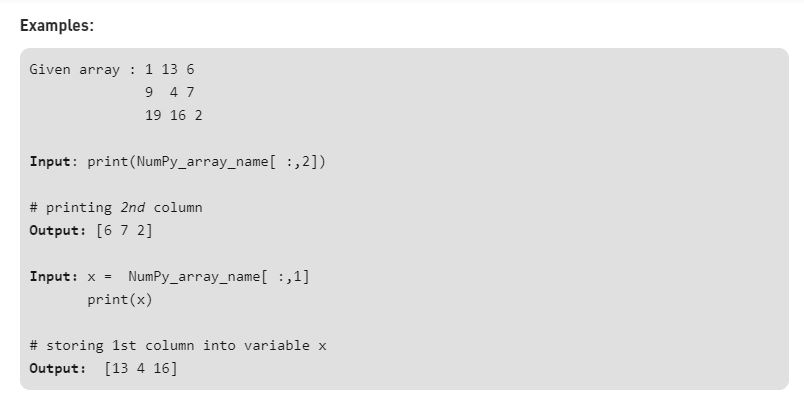 Examples:
Given array : 1 13 6
              9  4 7
              19 16 2
Input: print(NumPy_array_name[ :,2])
# printing 2nd column
Output: [6 7 2]
Input: x =  NumPy_array_name[ :,1]
       print(x)
# storing 1st column into variable x
Output:  [13 4 16]